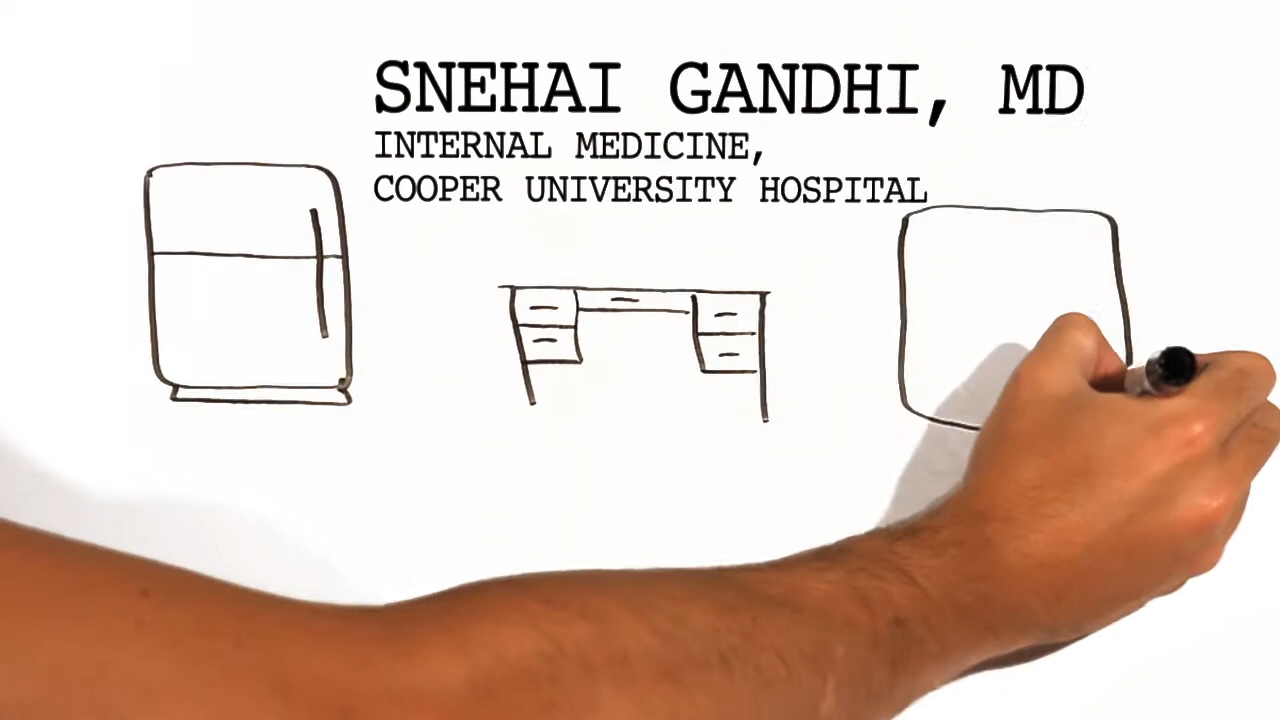 SNEHAI GANDHI, MD
INTERNAL MEDICINE,
COOPER UNIVERSITY HOSPITAL